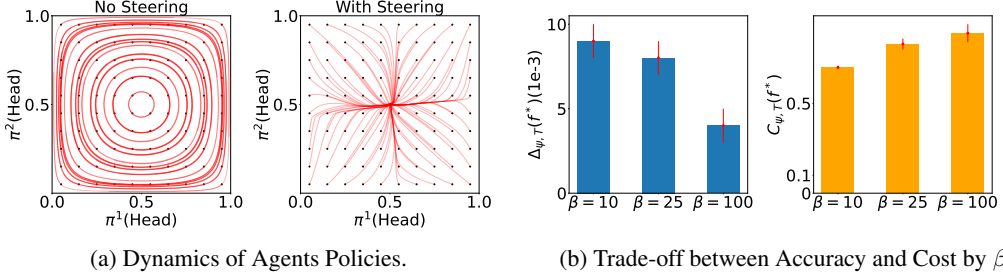 No Steering
With Steering
1.0
0.5
0.0
0.5
1.0
π²(Head)
π¹(Head)
1.0
0.5
0.0
0.5
1.0
π²(Head)
π¹(Head)
10
5
0
Δψ,T(f*)(1e-3)
β = 10
β = 25
β = 100
0.5
0.1
0
Cψ,T(f*)
β = 10
β = 25
β = 100
(a) Dynamics of Agents Policies.
(b) Trade-off between Accuracy and Cost by β